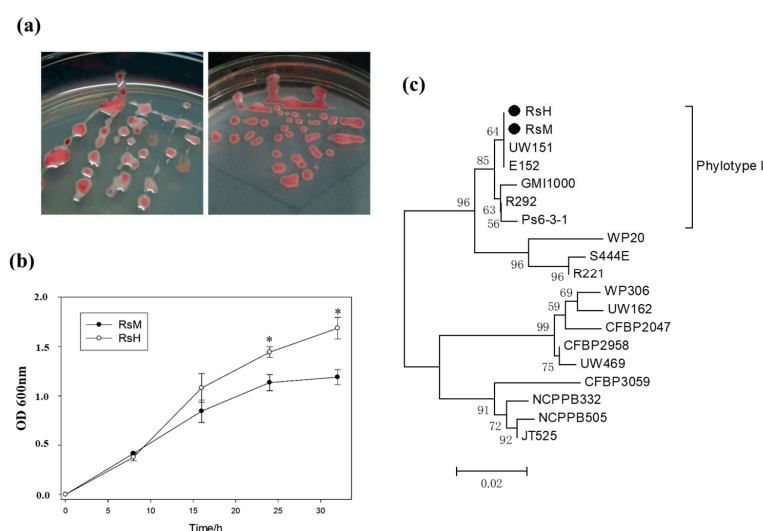 (a)
(b)
2.0
1.5
1.0
0.5
0.0
OD 600nm
RsM
RsH
*
*
0
5
10
15
20
25
30
Time/h
(c)
RsH
RsM
UW151
E152
GMI1000
R292
Ps6-3-1
WP20
S444E
R221
WP306
UW162
CFBP2047
CFBP2958
UW469
CFBP3059
NCPPB332
NCPPB505
JT525
64
85
63
56
96
96
96
69
59
99
75
91
72
92
Phylotype I
0.02